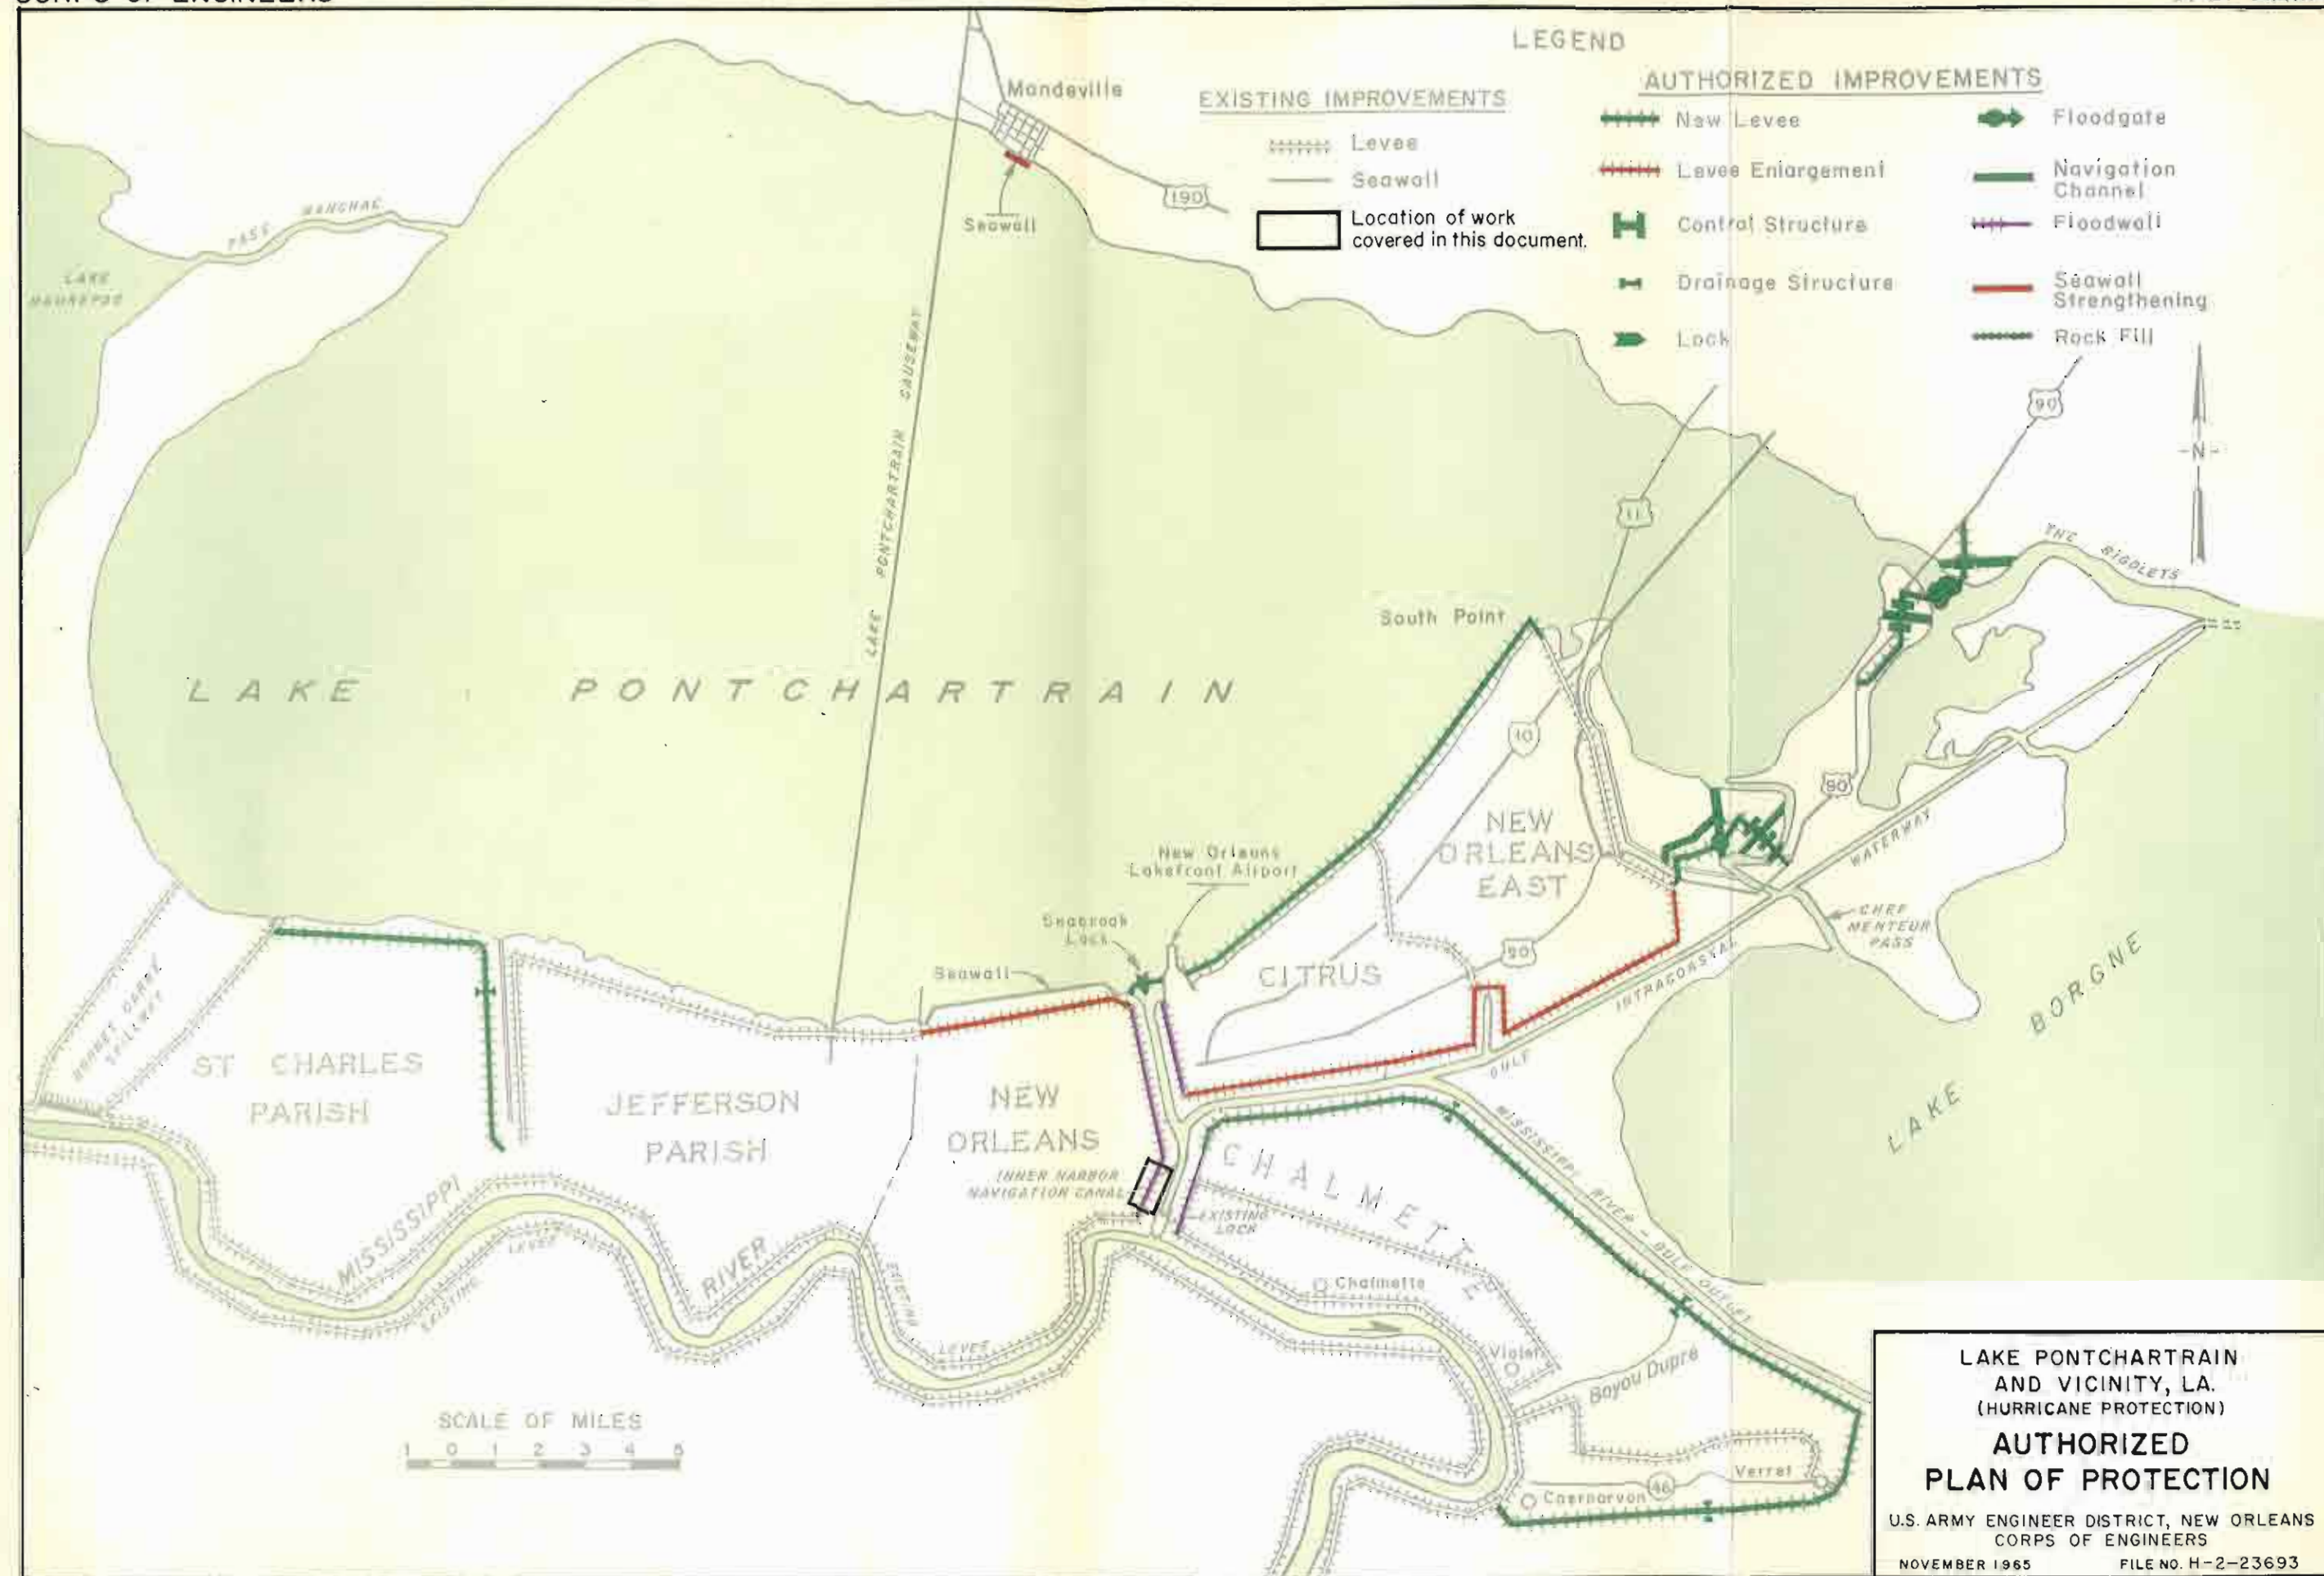 CORPS OF ENGINEERS
LEGEND
EXISTING IMPROVEMENTS
Levee
Seawall
Location of work
covered in this document.
AUTHORIZED IMPROVEMENTS
New Levee
Levee Enlargement
Control Structure
Drainage Structure
Lock
Floodgate
Navigation
Channel
Floodwall
Seawall
Strengthening
Rock Fill
Mandeville
190
Seawall
PASS MANCHAC
LAKE
MAUREPAS
LAKE PONTCHARTRAIN CAUSEWAY
90
-N-
11
THE RIGOLETS
South Point
LAKE PONTCHARTRAIN
10
NEW
ORLEANS
EAST
90
WATERWAY
New Orleans
Lakefront Airport
Seabrook
Lock
Seawall
CITRUS
90
CHEF
MENTEUR
PASS
INTRACOASTAL
GULF
LAKE BORGNE
BONNET CARRE
SPILLWAY
ST CHARLES
PARISH
JEFFERSON
PARISH
NEW
ORLEANS
INNER HARBOR
NAVIGATION CANAL
EXISTING
LOCK
CHALMETTE
MISSISSIPPI RIVER - GULF OUTLET
MISSISSIPPI RIVER
EXISTING LEVEE
EXISTING LEVEE
Chalmette
Violet
Bayou Dupre
Verret
46
Caernarvon
SCALE OF MILES
1 0 1 2 3 4 5
LAKE PONTCHARTRAIN
AND VICINITY, LA.
(HURRICANE PROTECTION)
AUTHORIZED
PLAN OF PROTECTION
U.S. ARMY ENGINEER DISTRICT, NEW ORLEANS
CORPS OF ENGINEERS
NOVEMBER 1965 FILE NO. H-2-23693